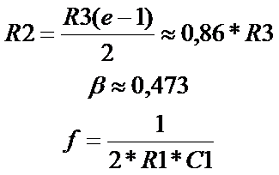 R2 = R3(e − 1) / 2 ≈ 0,86 * R3
β ≈ 0,473
f = 1 / 2 * R1 * C1